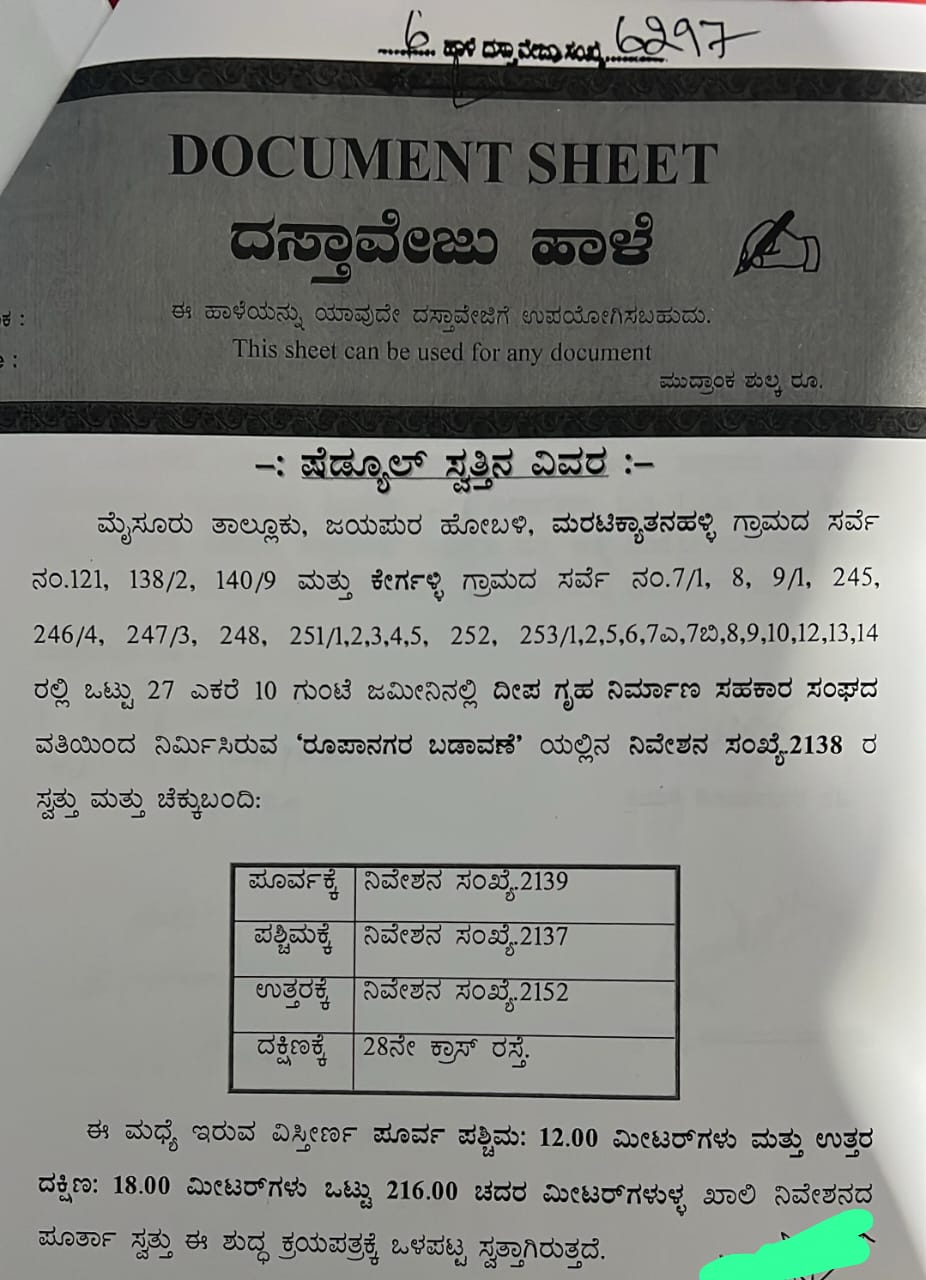 6 ಹಾಳೆ ದಸ್ತಾವೇಜು ಸಂಖ್ಯೆ 6297
DOCUMENT SHEET
ದಸ್ತಾವೇಜು ಹಾಳೆ
ಈ ಹಾಳೆಯನ್ನು ಯಾವುದೇ ದಸ್ತಾವೇಜಿಗೆ ಉಪಯೋಗಿಸಬಹುದು.
This sheet can be used for any document
ಮುದ್ರಾಂಕ ಶುಲ್ಕ ರೂ.
-: ಷೆಡ್ಯೂಲ್ ಸ್ವತ್ತಿನ ವಿವರ :-
ಮೈಸೂರು ತಾಲ್ಲೂಕು, ಜಯಪುರ ಹೋಬಳಿ, ಮರಟಿಕ್ಯಾತನಹಳ್ಳಿ ಗ್ರಾಮದ ಸರ್ವೆ
ನಂ.121, 138/2, 140/9 ಮತ್ತು ಕೇರ್ಗಳ್ಳಿ ಗ್ರಾಮದ ಸರ್ವೆ ನಂ.7/1, 8, 9/1, 245,
246/4, 247/3, 248, 251/1,2,3,4,5, 252, 253/1,2,5,6,7ಎ,7ಬಿ,8,9,10,12,13,14
ರಲ್ಲಿ ಒಟ್ಟು 27 ಎಕರೆ 10 ಗುಂಟೆ ಜಮೀನಿನಲ್ಲಿ ದೀಪ ಗೃಹ ನಿರ್ಮಾಣ ಸಹಕಾರ ಸಂಘದ
ವತಿಯಿಂದ ನಿರ್ಮಿಸಿರುವ ‘ರೂಪಾನಗರ ಬಡಾವಣೆ’ ಯಲ್ಲಿನ ನಿವೇಶನ ಸಂಖ್ಯೆ.2138 ರ
ಸ್ವತ್ತು ಮತ್ತು ಚೆಕ್ಕುಬಂದಿ:
ಪೂರ್ವಕ್ಕೆ ನಿವೇಶನ ಸಂಖ್ಯೆ.2139
ಪಶ್ಚಿಮಕ್ಕೆ ನಿವೇಶನ ಸಂಖ್ಯೆ.2137
ಉತ್ತರಕ್ಕೆ ನಿವೇಶನ ಸಂಖ್ಯೆ.2152
ದಕ್ಷಿಣಕ್ಕೆ 28ನೇ ಕ್ರಾಸ್ ರಸ್ತೆ.
ಈ ಮಧ್ಯೆ ಇರುವ ವಿಸ್ತೀರ್ಣ ಪೂರ್ವ ಪಶ್ಚಿಮ: 12.00 ಮೀಟರ್‌ಗಳು ಮತ್ತು ಉತ್ತರ
ದಕ್ಷಿಣ: 18.00 ಮೀಟರ್‌ಗಳು ಒಟ್ಟು 216.00 ಚದರ ಮೀಟರ್‌ಗಳುಳ್ಳ ಖಾಲಿ ನಿವೇಶನದ
ಪೂರ್ತಾ ಸ್ವತ್ತು ಈ ಶುದ್ಧ ಕ್ರಯಪತ್ರಕ್ಕೆ ಒಳಪಟ್ಟ ಸ್ವತ್ತಾಗಿರುತ್ತದೆ.